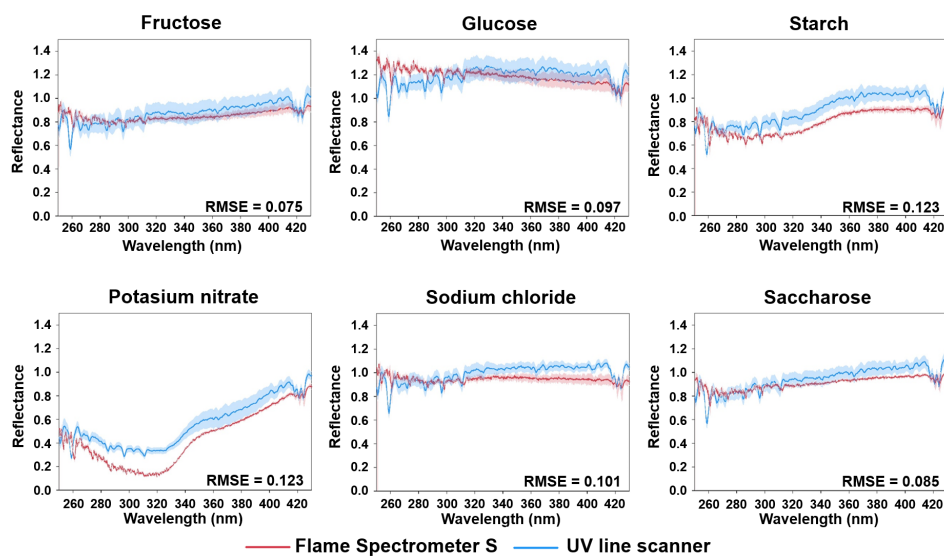 Fructose
Glucose
Starch
1.4
1.2
1.0
0.8
0.6
0.4
0.2
0.0
Reflectance
RMSE = 0.075
260 280 300 320 340 360 380 400 420
Wavelength (nm)
1.4
1.2
1.0
0.8
0.6
0.4
0.2
0.0
Reflectance
RMSE = 0.097
260 280 300 320 340 360 380 400 420
Wavelength (nm)
1.4
1.2
1.0
0.8
0.6
0.4
0.2
0.0
Reflectance
RMSE = 0.123
260 280 300 320 340 360 380 400 420
Wavelength (nm)
Potasium nitrate
Sodium chloride
Saccharose
1.4
1.2
1.0
0.8
0.6
0.4
0.2
0.0
Reflectance
RMSE = 0.123
260 280 300 320 340 360 380 400 420
Wavelength (nm)
1.4
1.2
1.0
0.8
0.6
0.4
0.2
0.0
Reflectance
RMSE = 0.101
260 280 300 320 340 360 380 400 420
Wavelength (nm)
1.4
1.2
1.0
0.8
0.6
0.4
0.2
0.0
Reflectance
RMSE = 0.085
260 280 300 320 340 360 380 400 420
Wavelength (nm)
Flame Spectrometer S
UV line scanner